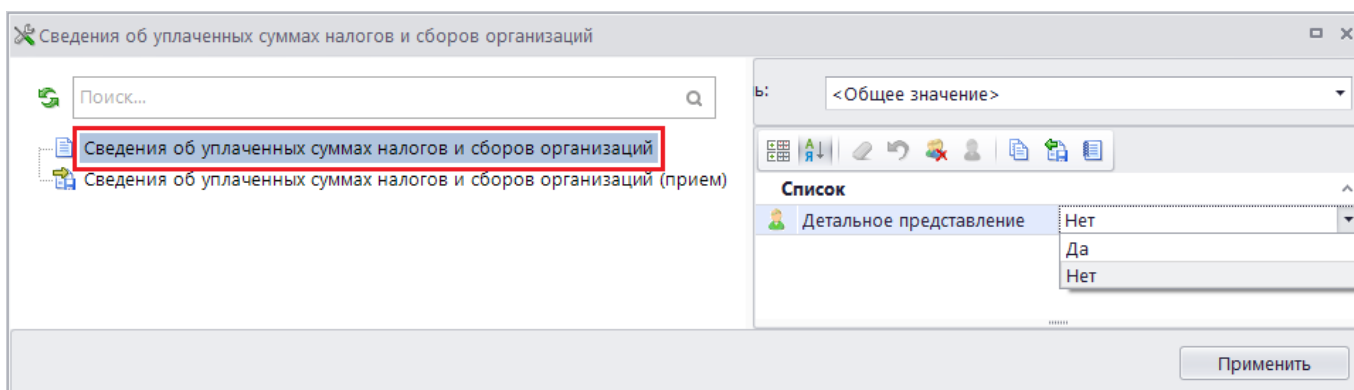 Сведения об уплаченных суммах налогов и сборов организаций
Поиск...
Сведения об уплаченных суммах налогов и сборов организаций
Сведения об уплаченных суммах налогов и сборов организаций (прием)
ь: <Общее значение>
Список
Детальное представление Нет
Да
Нет
Применить